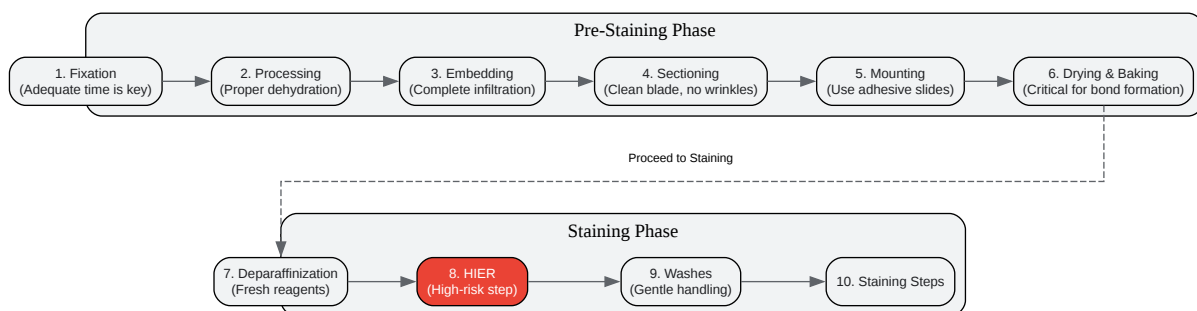 Pre-Staining Phase
1. Fixation
(Adequate time is key)
2. Processing
(Proper dehydration)
3. Embedding
(Complete infiltration)
4. Sectioning
(Clean blade, no wrinkles)
5. Mounting
(Use adhesive slides)
6. Drying & Baking
(Critical for bond formation)
Proceed to Staining
Staining Phase
7. Deparaffinization
(Fresh reagents)
8. HIER
(High-risk step)
9. Washes
(Gentle handling)
10. Staining Steps